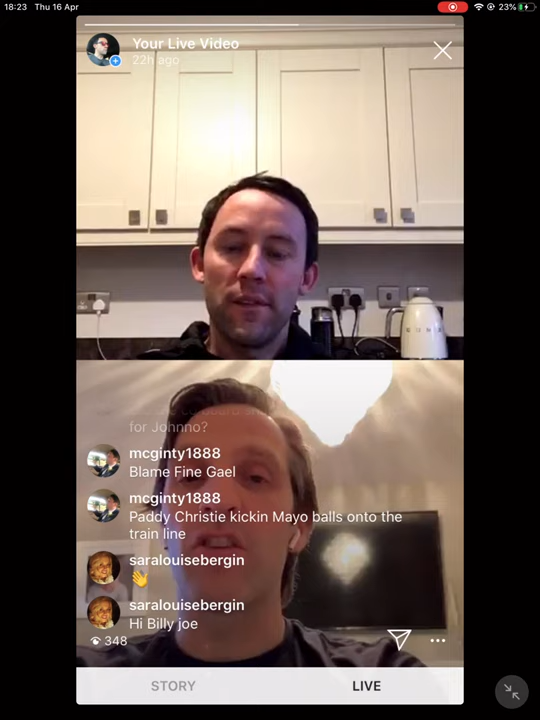 18:23 Thu 16 Apr
23%
Your Live Video
22h ago
for Johnno?
mcginty1888
Blame Fine Gael
mcginty1888
Paddy Christie kickin Mayo balls onto the
train line
saralouisebergin
👋
saralouisebergin
Hi Billy joe
348
STORY
LIVE